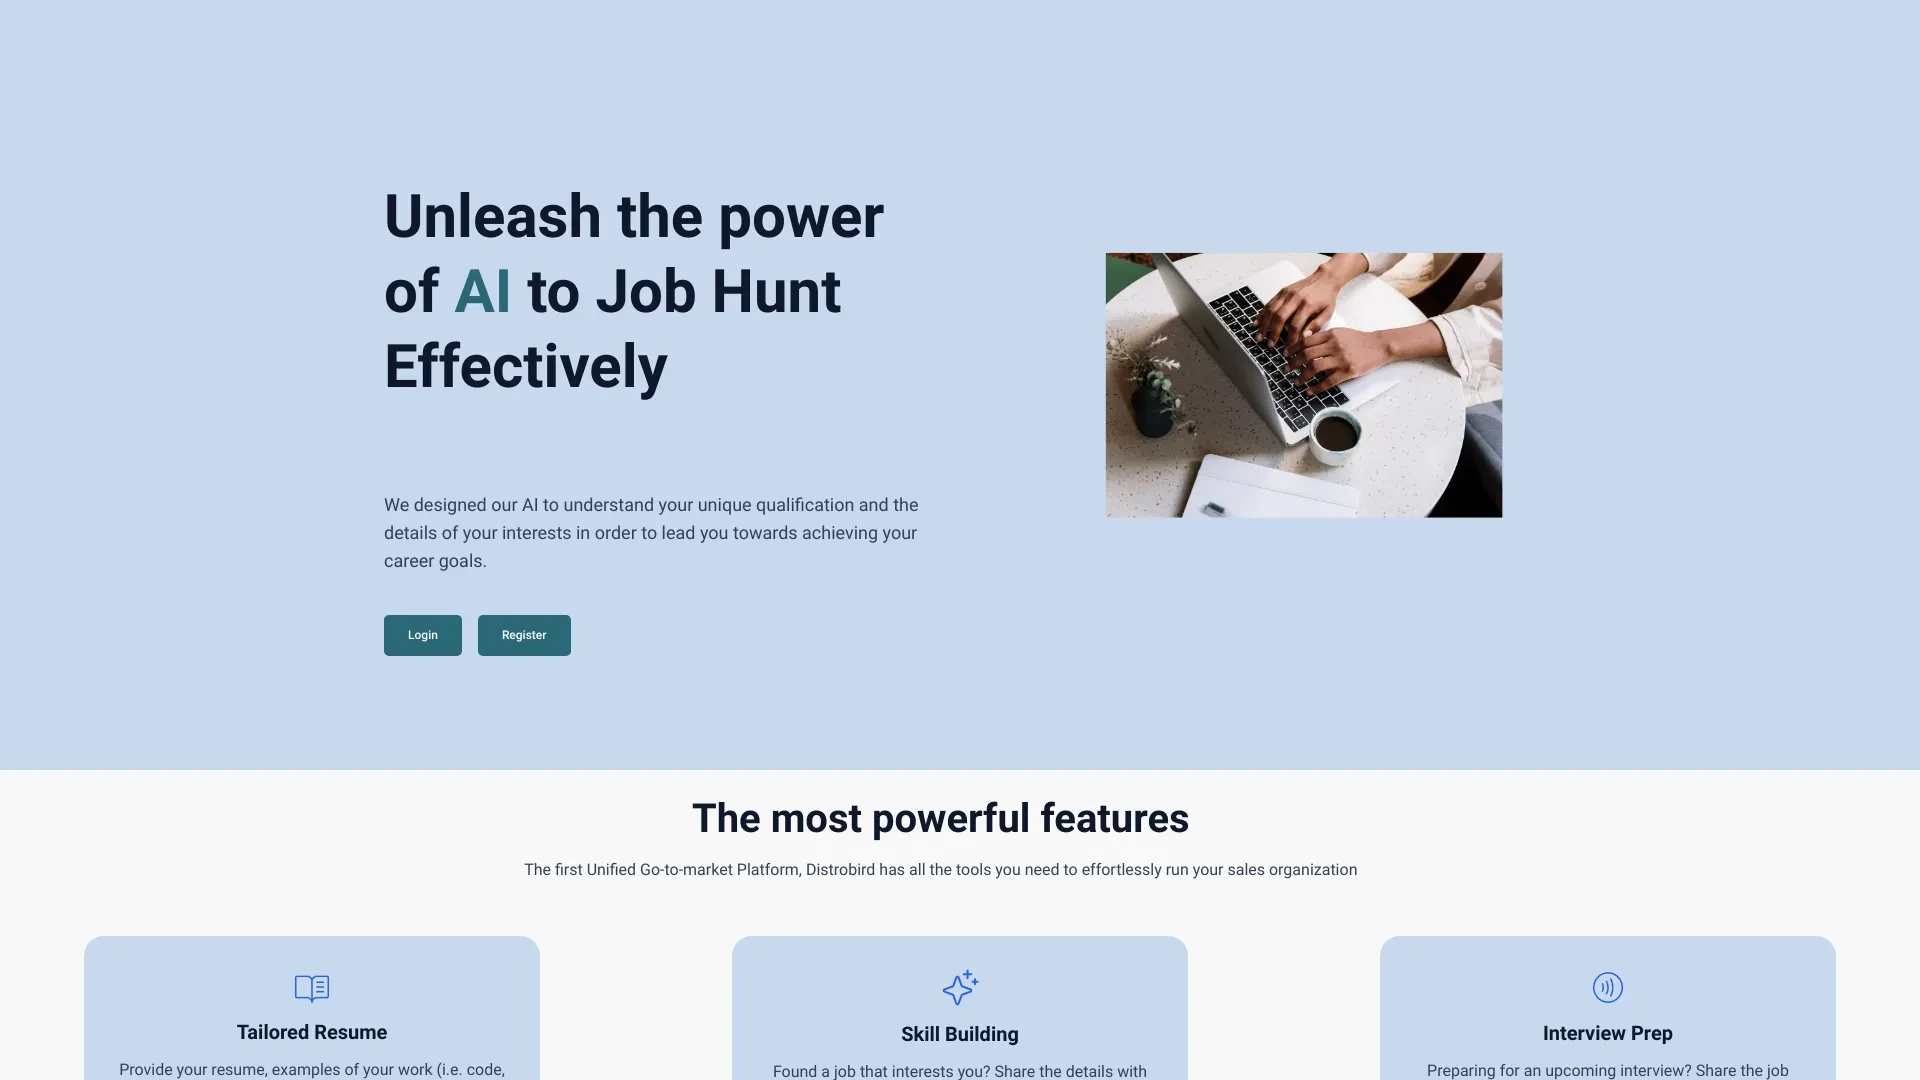 Unleash the power
of AI to Job Hunt
Effectively
We designed our AI to understand your unique qualification and the
details of your interests in order to lead you towards achieving your
career goals.
Login
Register
The most powerful features
The first Unified Go-to-market Platform, Distrobird has all the tools you need to effortlessly run your sales organization
Tailored Resume
Provide your resume, examples of your work (i.e. code,
Skill Building
Found a job that interests you? Share the details with
Interview Prep
Preparing for an upcoming interview? Share the job